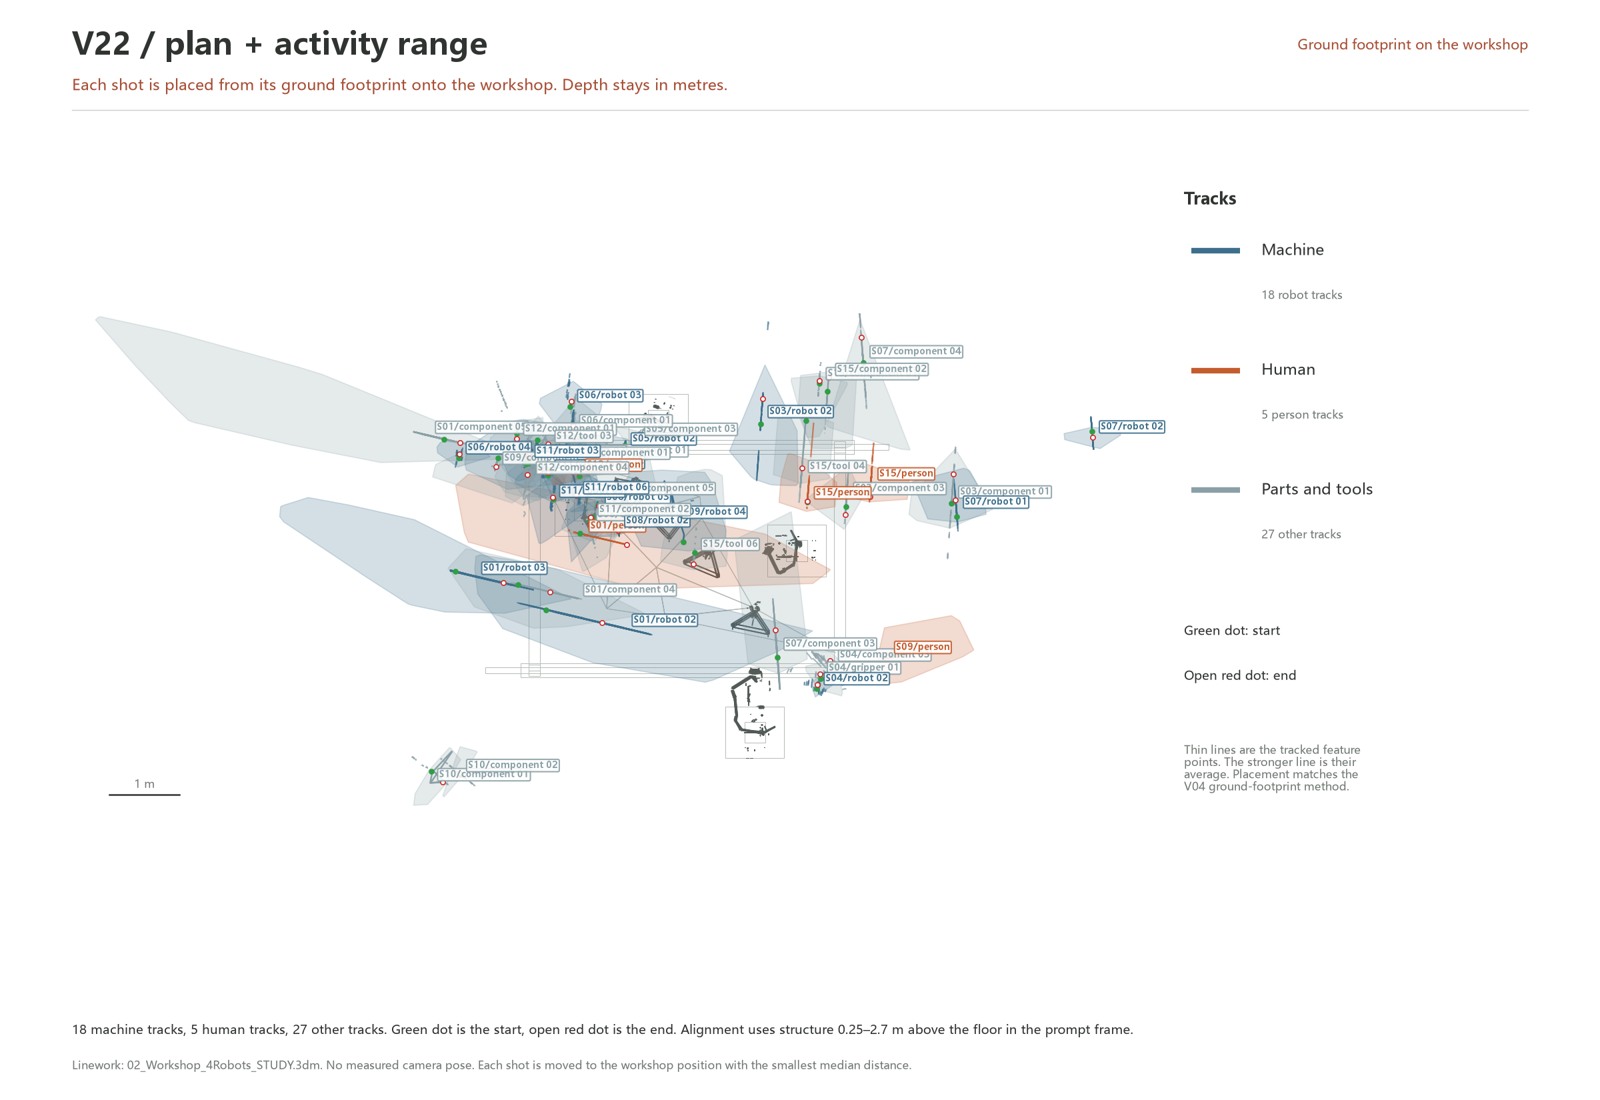 V22 / plan + activity range
Ground footprint on the workshop
Each shot is placed from its ground footprint onto the workshop. Depth stays in metres.
Tracks
Machine
18 robot tracks
Human
5 person tracks
Parts and tools
27 other tracks
Green dot: start
Open red dot: end
Thin lines are the tracked feature
points. The stronger line is their
average. Placement matches the
V04 ground-footprint method.
S07/component 04
S15/component 02
S06/robot 03
S03/robot 02
S06/component 01
S07/robot 02
S01/component
S12/component 01
component 03
S12/tool 03
S05/robot 02
S06/robot 04
S11/robot 03
component 01
S12/component 04
S15/tool 04
S15/person
S11/robot 06
component 05
S15/person
component 03
S03/component 01
S07/robot 01
S11/component 02
robot 04
S08/robot 02
S01/
S15/tool 06
S01/robot 03
S01/component 04
S01/robot 02
S07/component 03
S09/person
S04/gripper 01
S04/robot 02
S10/component 02
S10/component 01
1 m
18 machine tracks, 5 human tracks, 27 other tracks. Green dot is the start, open red dot is the end. Alignment uses structure 0.25–2.7 m above the floor in the prompt frame.
Linework: 02_Workshop_4Robots_STUDY.3dm. No measured camera pose. Each shot is moved to the workshop position with the smallest median distance.